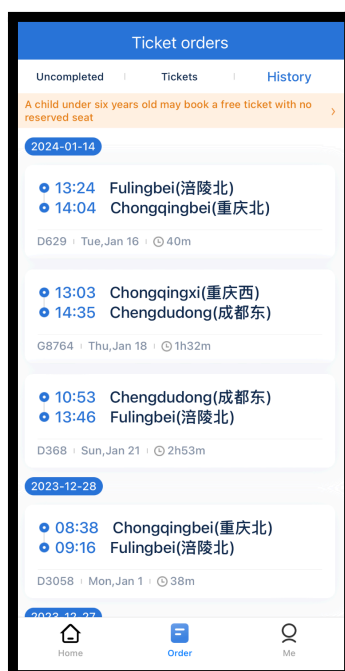 Ticket orders
Uncompleted
Tickets
History
A child under six years old may book a free ticket with no
reserved seat
2024-01-14
13:24 Fulingbei(涪陵北)
14:04 Chongqingbei(重庆北)
D629 Tue,Jan 16 40m
13:03 Chongqingxi(重庆西)
14:35 Chengdudong(成都东)
G8764 Thu,Jan 18 1h32m
10:53 Chengdudong(成都东)
13:46 Fulingbei(涪陵北)
D368 Sun,Jan 21 2h53m
2023-12-28
08:38 Chongqingbei(重庆北)
09:16 Fulingbei(涪陵北)
D3058 Mon,Jan 1 38m
2023-12-27
Home
Order
Me